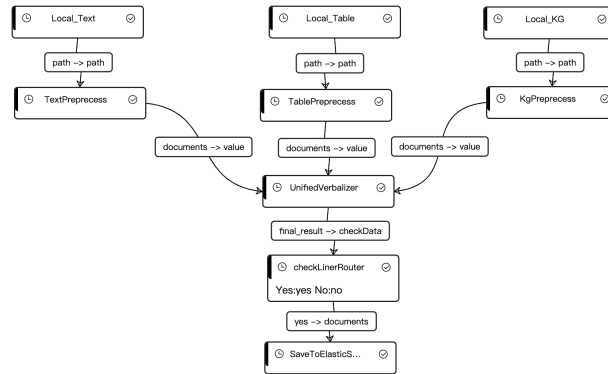 Local_Text
Local_Table
Local_KG
path -> path
path -> path
path -> path
TextPreprecess
TablePreprecess
KgPreprecess
documents -> value
documents -> value
documents -> value
UnifiedVerbalizer
final_result -> checkData
checkLinerRouter
Yes:yes No:no
yes -> documents
SaveToElasticS...